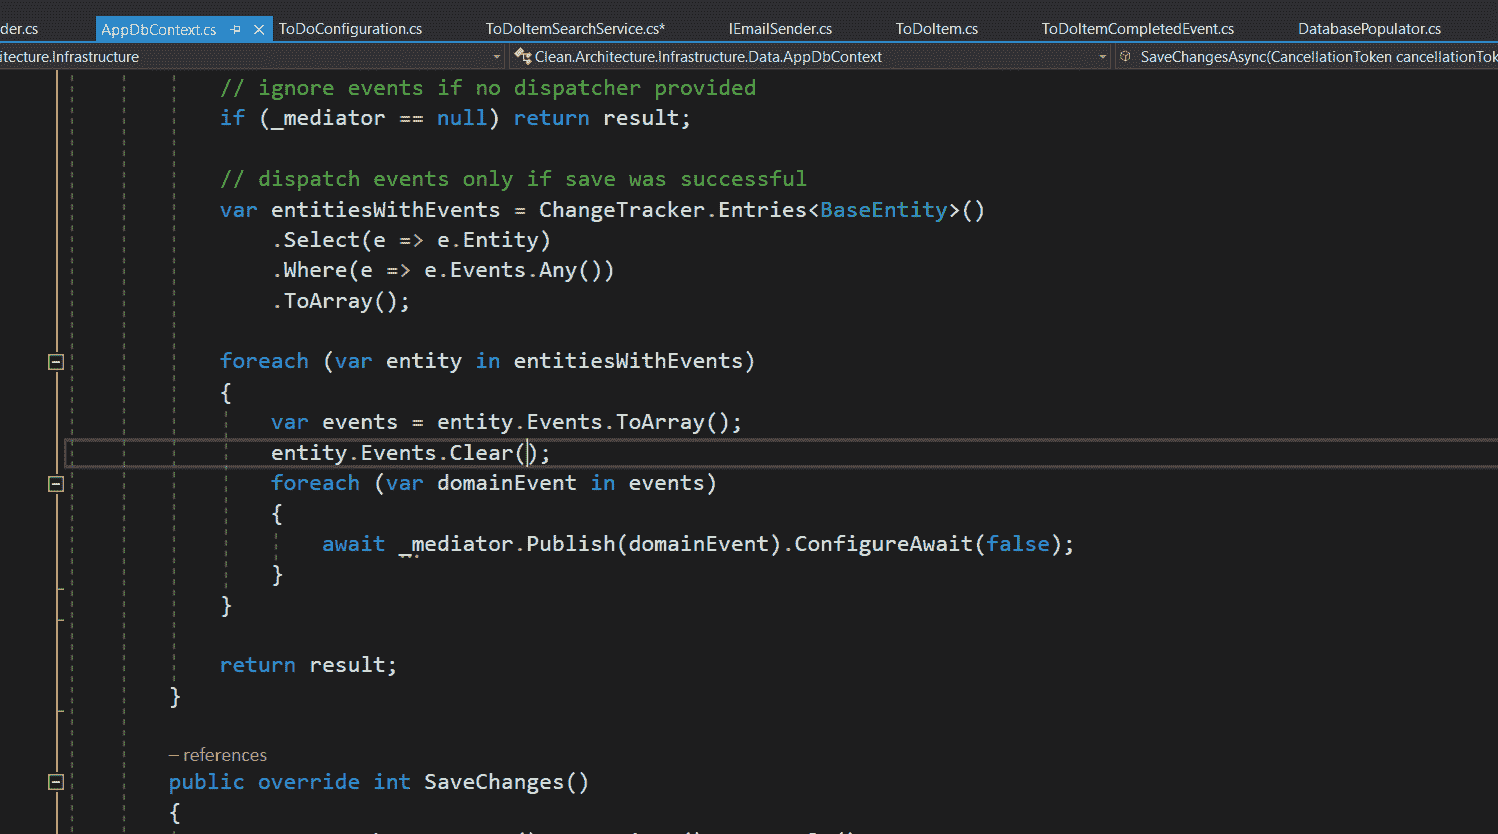 der.cs AppDbContext.cs ToDoConfiguration.cs ToDoItemSearchService.cs* IEmailSender.cs ToDoItem.cs ToDoItemCompletedEvent.cs DatabasePopulator.cs
itecture.Infrastructure Clean.Architecture.Infrastructure.Data.AppDbContext SaveChangesAsync(CancellationToken cancellationTok
// ignore events if no dispatcher provided
if (_mediator == null) return result;
// dispatch events only if save was successful
var entitiesWithEvents = ChangeTracker.Entries<BaseEntity>()
.Select(e => e.Entity)
.Where(e => e.Events.Any())
.ToArray();
foreach (var entity in entitiesWithEvents)
{
var events = entity.Events.ToArray();
entity.Events.Clear();
foreach (var domainEvent in events)
{
await _mediator.Publish(domainEvent).ConfigureAwait(false);
}
}
return result;
}
– references
public override int SaveChanges()
{